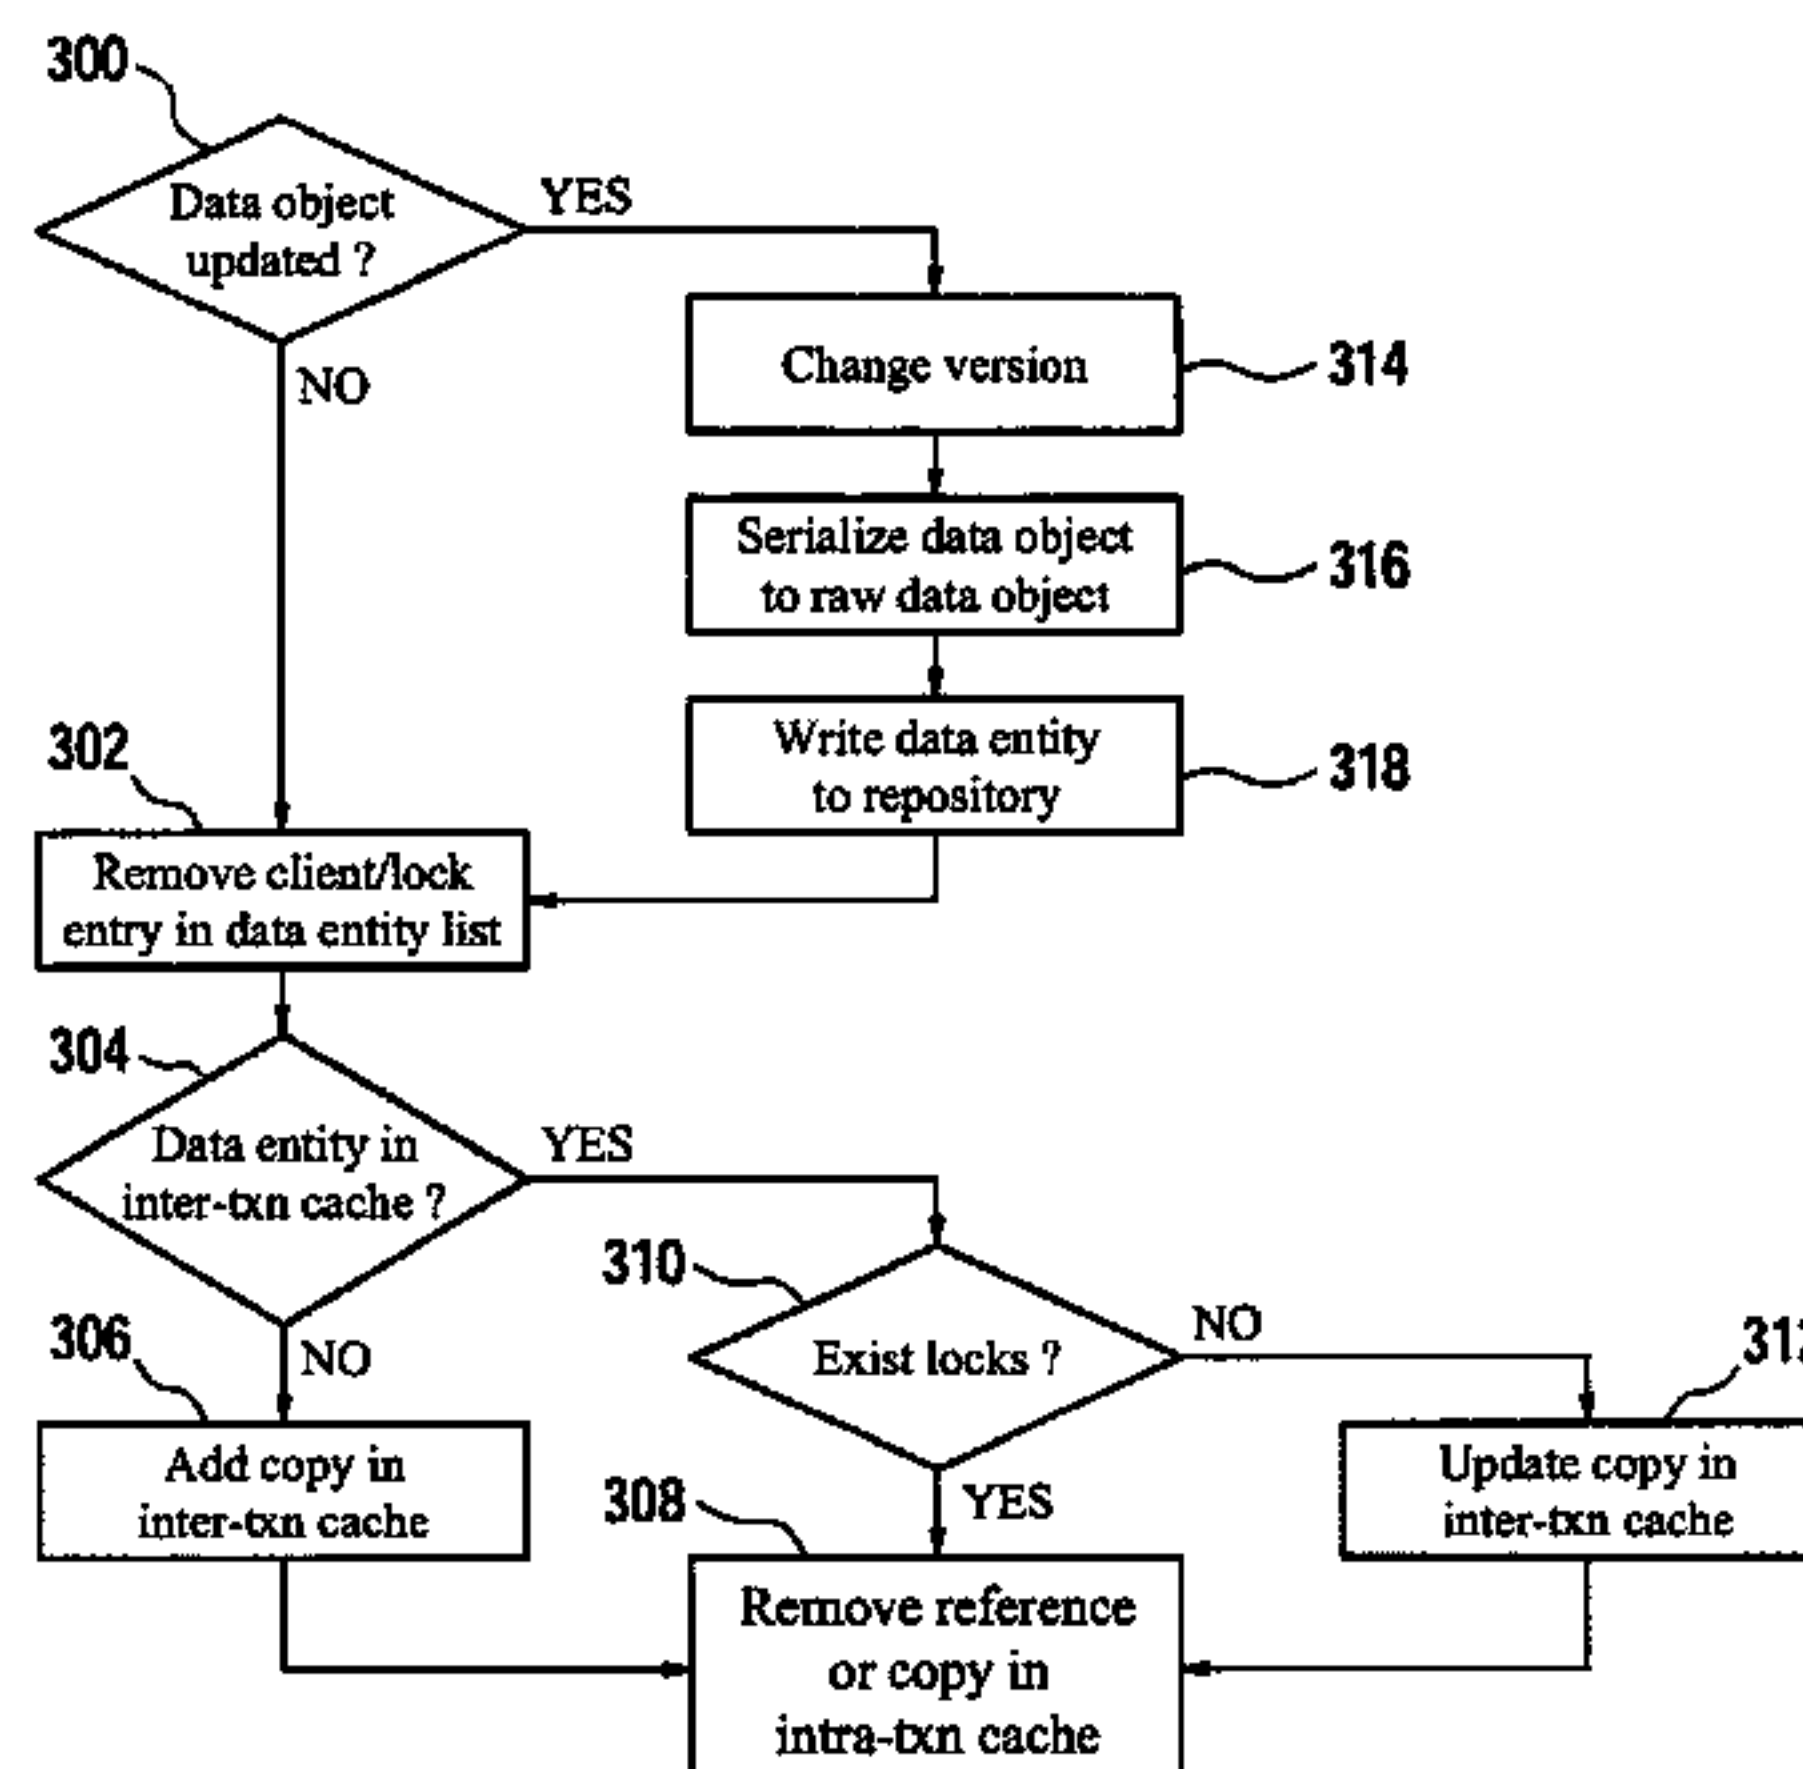 300
Data object
updated ?
YES
NO
Change version
314
Serialize data object
to raw data object
316
Write data entity
to repository
318
302
Remove client/lock
entry in data entity list
304
Data entity in
inter-txn cache ?
YES
NO
310
Exist locks ?
NO
YES
306
Add copy in
inter-txn cache
Update copy in
inter-txn cache
308
Remove reference
or copy in
intra-txn cache